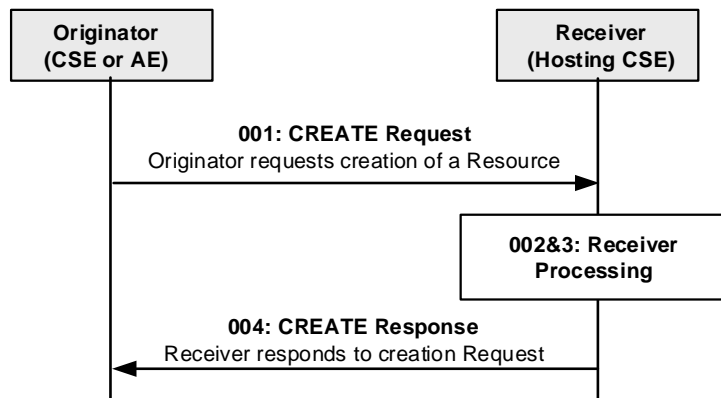 Originator
(CSE or AE)
Receiver
(Hosting CSE)
001: CREATE Request
Originator requests creation of a Resource
002&3: Receiver
Processing
004: CREATE Response
Receiver responds to creation Request